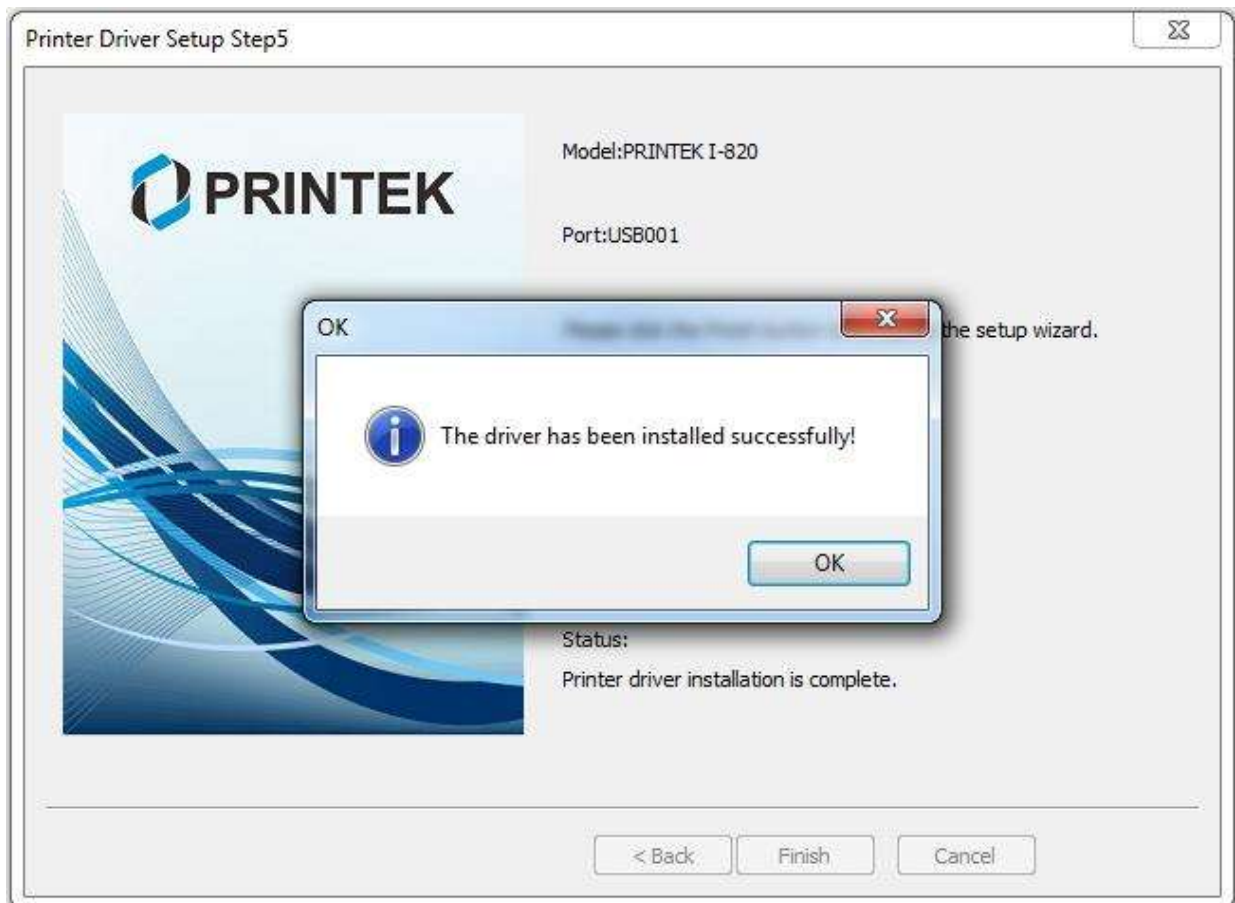 Printer Driver Setup Step5
PRINTEK
Model:PRINTEK I-820
Port:USB001
OK
the setup wizard.
The driver has been installed successfully!
OK
Status:
Printer driver installation is complete.
< Back
Finish
Cancel